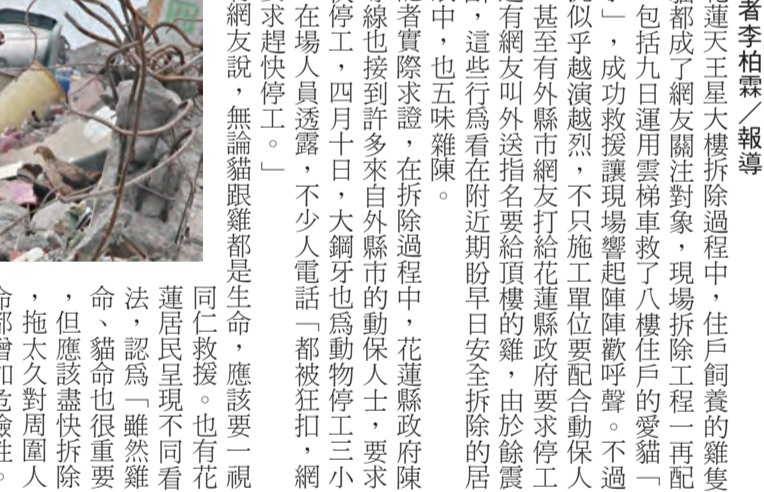 者李柏霖／報導
花蓮天王星大樓拆除過程中，住戶飼養的雞隻
貓都成了網友關注對象，現場拆除工程一再配
包括九日運用雲梯車救了八樓住戶的愛貓「
」，成功救援讓現場響起陣陣歡呼聲。不過
況似乎越演越烈，不只施工單位要配合動保人
甚至有外縣市網友打給花蓮縣政府要求停工
還有網友叫外送指名要給頂樓的雞，由於餘震
，這些行為看在附近期盼早日安全拆除的居
中，也五味雜陳。
記者實際求證，在拆除過程中，花蓮縣政府陳
專線也接到許多來自外縣市的動保人士，要求
快停工，四月十日，大鋼牙也為動物停工三小
在場人員透露，不少人電話「都被狂扣，網
要求趕快停工。」
有網友說，無論貓跟雞都是生命，應該要一視
同仁救援。也有花
蓮居民呈現不同看
法，認為「雖然雞
命、貓命也很重要
，但應該盡快拆除
，拖太久對周圍人
命都增加危險性。